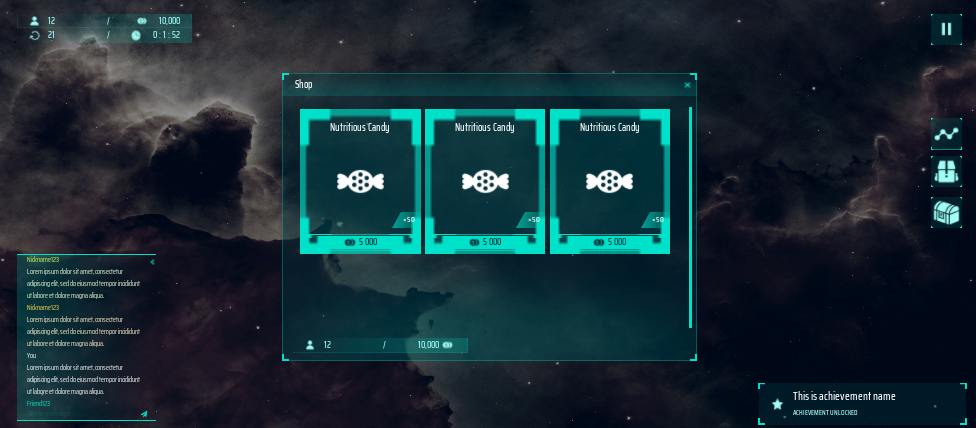 12 / 10,000
21 / 0 : 1 : 52
Shop
Nutritious Candy
+50
5 000
Nutritious Candy
+50
5 000
Nutritious Candy
+50
5 000
12 / 10,000
Nickname123
Lorem ipsum dolor sit amet, consectetur
adipiscing elit, sed do eiusmod tempor incididunt
ut labore et dolore magna aliqua.
Nickname123
Lorem ipsum dolor sit amet, consectetur
adipiscing elit, sed do eiusmod tempor incididunt
ut labore et dolore magna aliqua.
You
Lorem ipsum dolor sit amet, consectetur
adipiscing elit, sed do eiusmod tempor incididunt
ut labore et dolore magna aliqua.
Friend123
This is achievement name
ACHIEVEMENT UNLOCKED